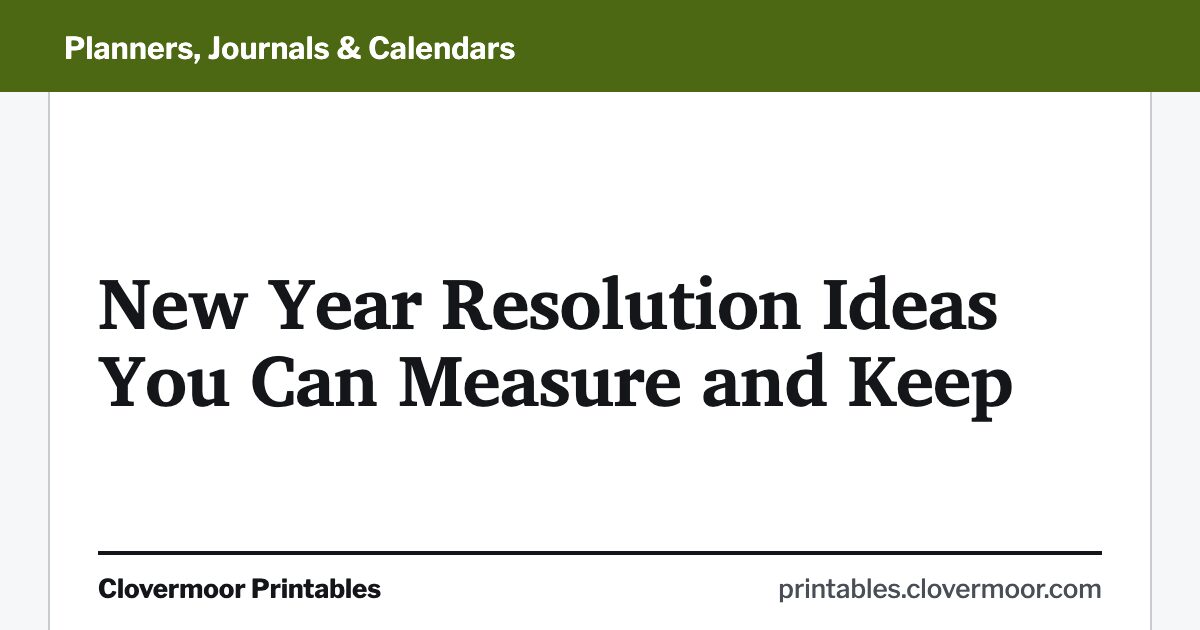 Planners, Journals & Calendars
New Year Resolution Ideas
You Can Measure and Keep
Clovermoor Printables
printables.clovermoor.com